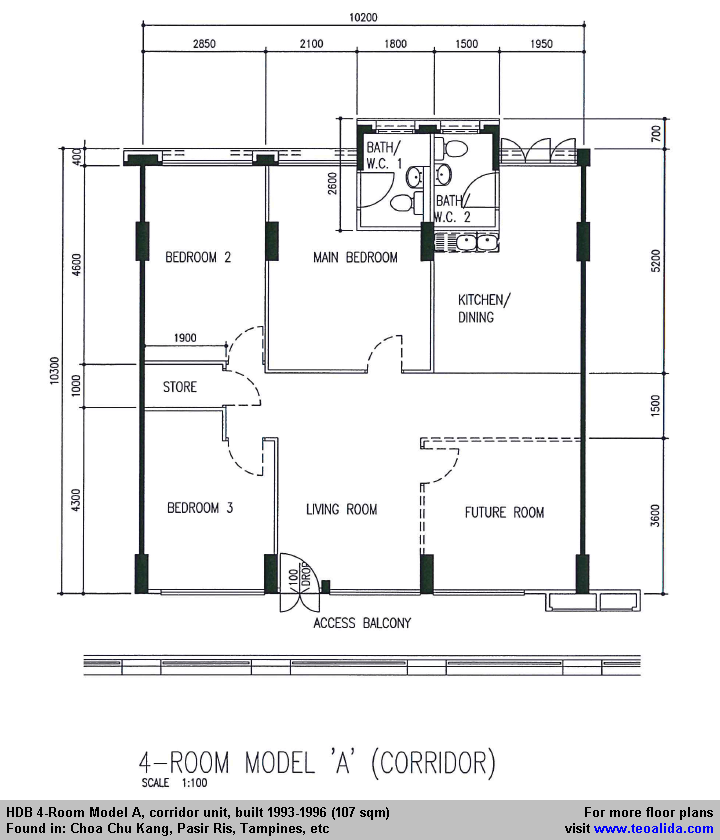 10200
2850
2100
1800
1500
1950
BATH/
W.C. 1
BATH/
W.C. 2
400
700
2600
BEDROOM 2
MAIN BEDROOM
KITCHEN/
DINING
4600
5200
1900
10300
1000
STORE
1500
BEDROOM 3
LIVING ROOM
FUTURE ROOM
4300
3600
100
DROP
ACCESS BALCONY
4-ROOM MODEL 'A' (CORRIDOR)
SCALE 1:100
HDB 4-Room Model A, corridor unit, built 1993-1996 (107 sqm)
For more floor plans
Found in: Choa Chu Kang, Pasir Ris, Tampines, etc
visit www.teoalida.com